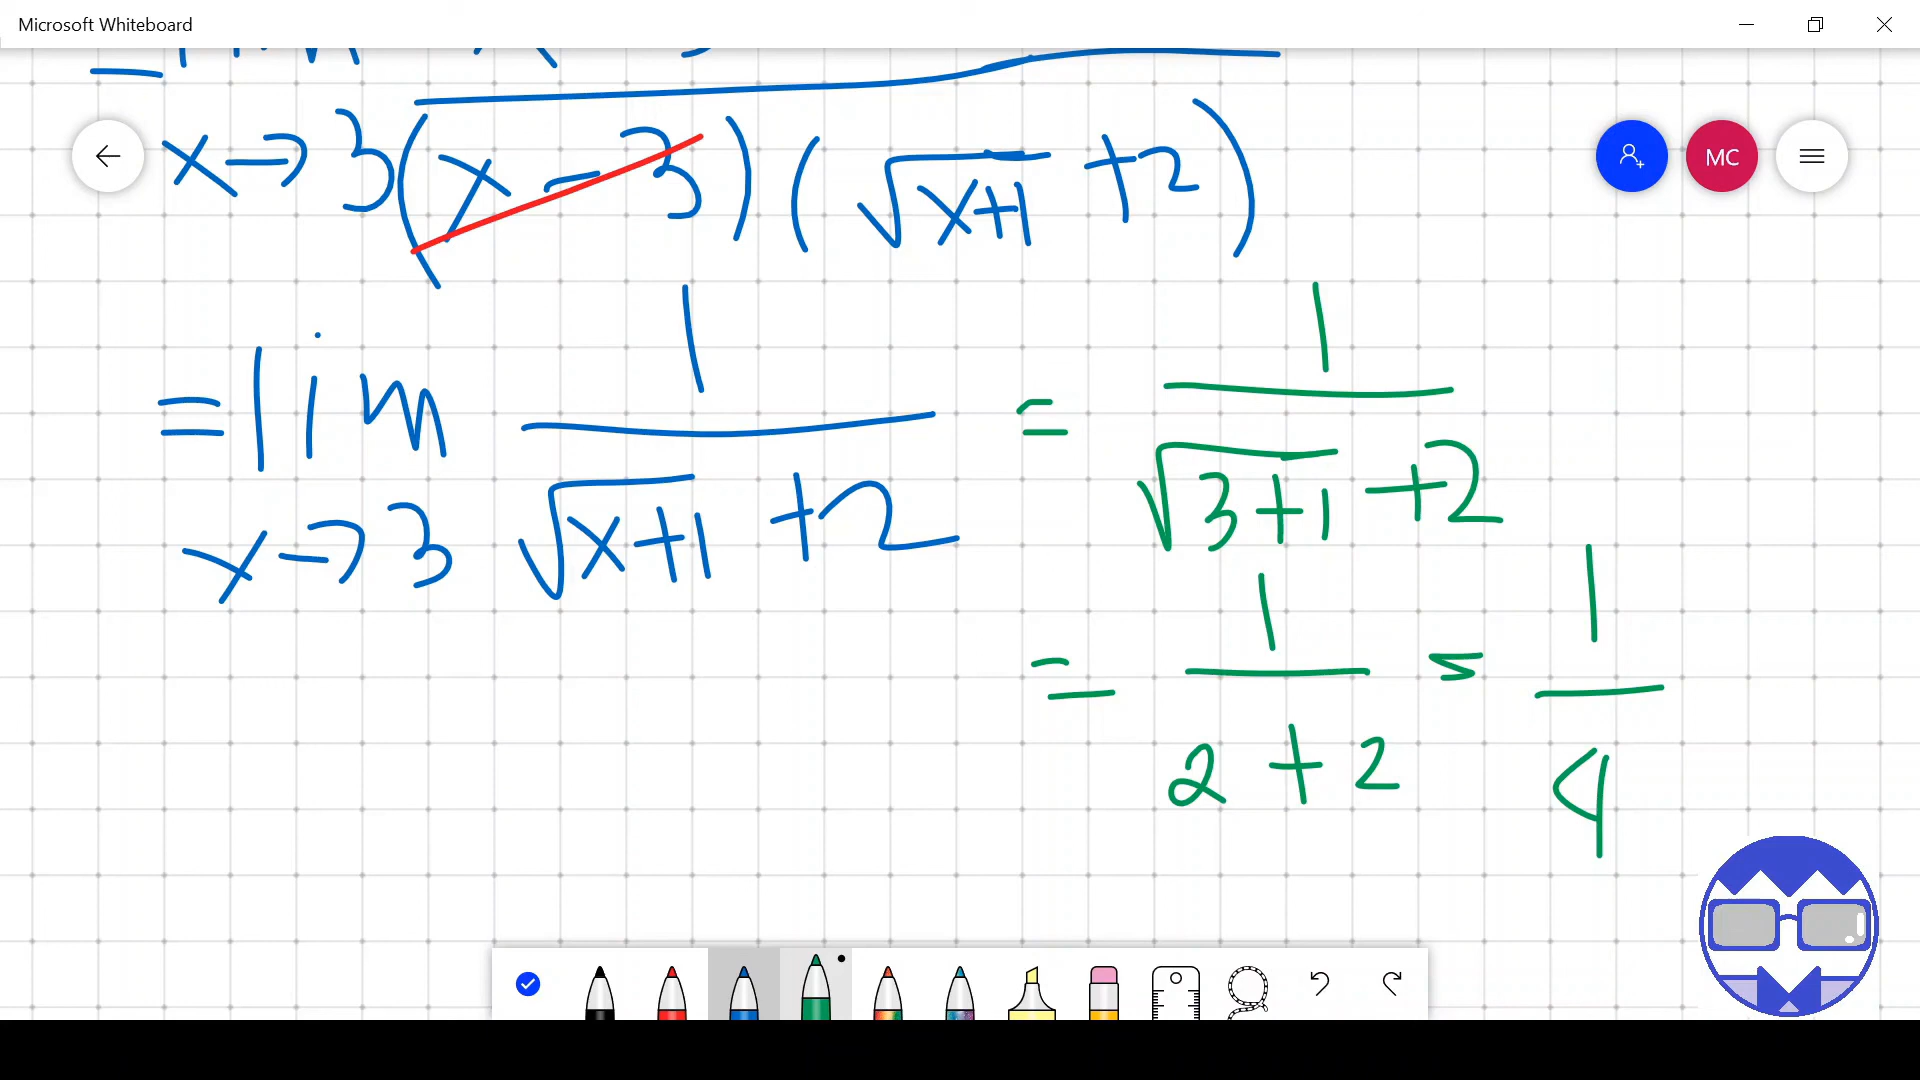 Microsoft Whiteboard
x→3 (x-3)(√x+1 +2)
MC
=lim 1 = 1
x→3 √x+1 +2 √3+1 +2
= 1 = 1
2+2 4